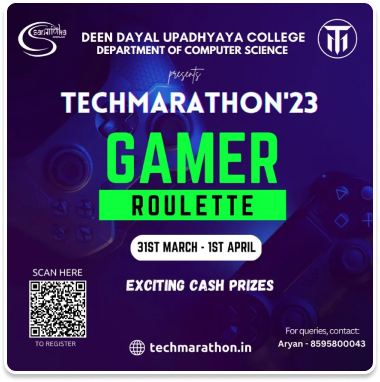 DEEN DAYAL UPADHYAYA COLLEGE
DEPARTMENT OF COMPUTER SCIENCE
presents
TECHMARATHON'23
GAMER
ROULETTE
31ST MARCH - 1ST APRIL
EXCITING CASH PRIZES
SCAN HERE
TO REGISTER
techmarathon.in
For queries, contact:
Aryan - 8595800043